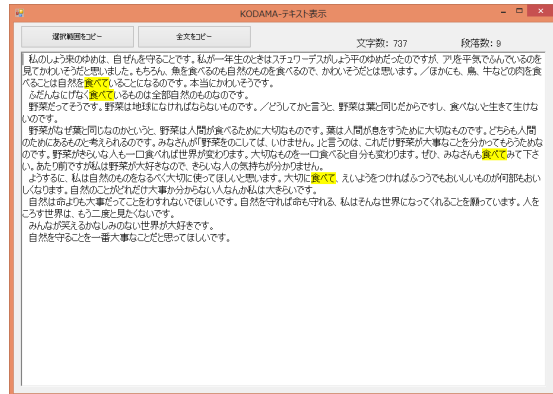 KODAMA-テキスト表示
選択範囲をコピー 全文をコピー 文字数: 737 段落数: 9
私のしょう来のゆめは、自ぜんを守ることです。私が一年生のときはスチュワーデスがしょう平のゆめだったのですが、アリを平気でふんでいるのを
見てかわいそうだと思いました。もちろん、魚を食べるのも自然のものを食べるので、かわいそうだとは思います。／ほかにも、鳥、牛などの肉を食
べることは自然を食べていることになるのです。本当にかわいそうです。
ふだんなにげなく食べているものは全部自然のものなのです。
野菜だってそうです。野菜は地球になければならないものです。／どうしてかと言うと、野菜は葉と同じだからですし、食べないと生きて生けな
いのです。
野菜がなぜ葉と同じなのかというと、野菜は人間が食べるために大切なものです。葉は人間が息をすうために大切なものです。どちらも人間
のためにあるものと考えられるのです。みなさんが「野菜をのこしては、いけません。」と言うのは、これだけ野菜が大事なことを分かってもらうためな
のです。野菜がきらいな人も一口食べれば世界が変わります。大切なものを一口食べると自分も変わります。ぜひ、みなさんも食べてみて下さ
い。あたり前ですが私は野菜が大好きなので、きらいな人の気持ちが分かりません。
ようするに、私は自然のものをなるべく大切に使ってほしいと思います。大切に食べて、えいようをつければふつうでもおいしいものが何部もおい
しくなります。自然のことがどれだけ大事か分からない人なんか私は大きらいです。
自然は命よりも大事だってことをわすれないでほしいです。自然を守れば命も守れる、私はそんな世界になってくれることを願っています。人を
ころす世界は、もう二度と見たくないです。
みんなが笑えるかなしみのない世界が大好きです。
自然を守ることを一番大事なことだと思ってほしいです。